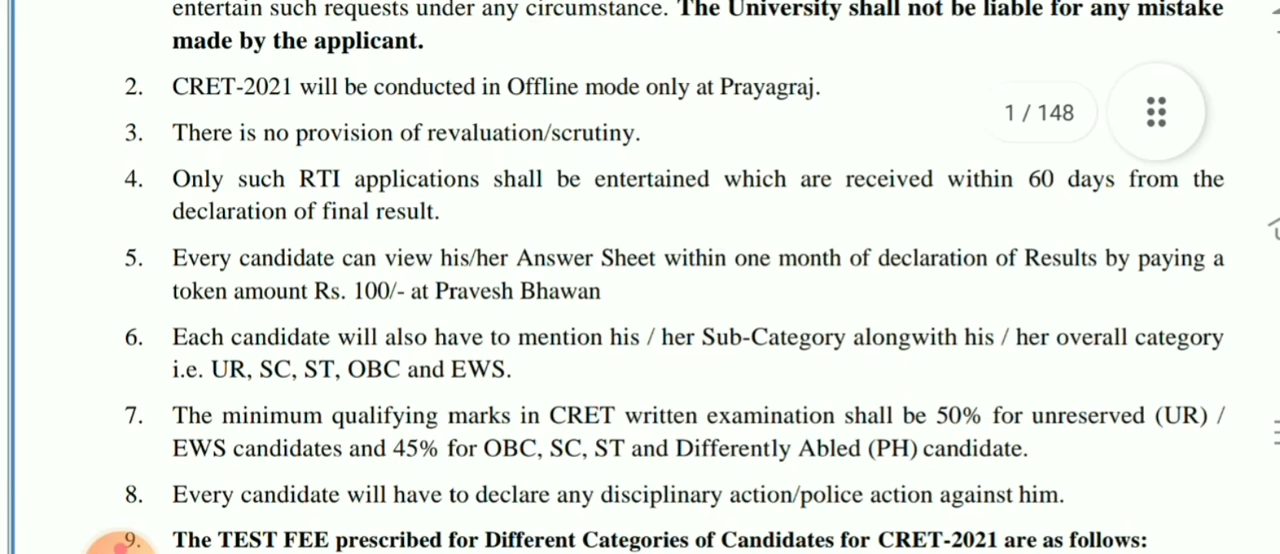 entertain such requests under any circumstance. The University shall not be liable for any mistake
made by the applicant.
2. CRET-2021 will be conducted in Offline mode only at Prayagraj.
1 / 148
3. There is no provision of revaluation/scrutiny.
4. Only such RTI applications shall be entertained which are received within 60 days from the
declaration of final result.
5. Every candidate can view his/her Answer Sheet within one month of declaration of Results by paying a
token amount Rs. 100/- at Pravesh Bhawan
6. Each candidate will also have to mention his / her Sub-Category alongwith his / her overall category
i.e. UR, SC, ST, OBC and EWS.
7. The minimum qualifying marks in CRET written examination shall be 50% for unreserved (UR) /
EWS candidates and 45% for OBC, SC, ST and Differently Abled (PH) candidate.
8. Every candidate will have to declare any disciplinary action/police action against him.
9. The TEST FEE prescribed for Different Categories of Candidates for CRET-2021 are as follows: